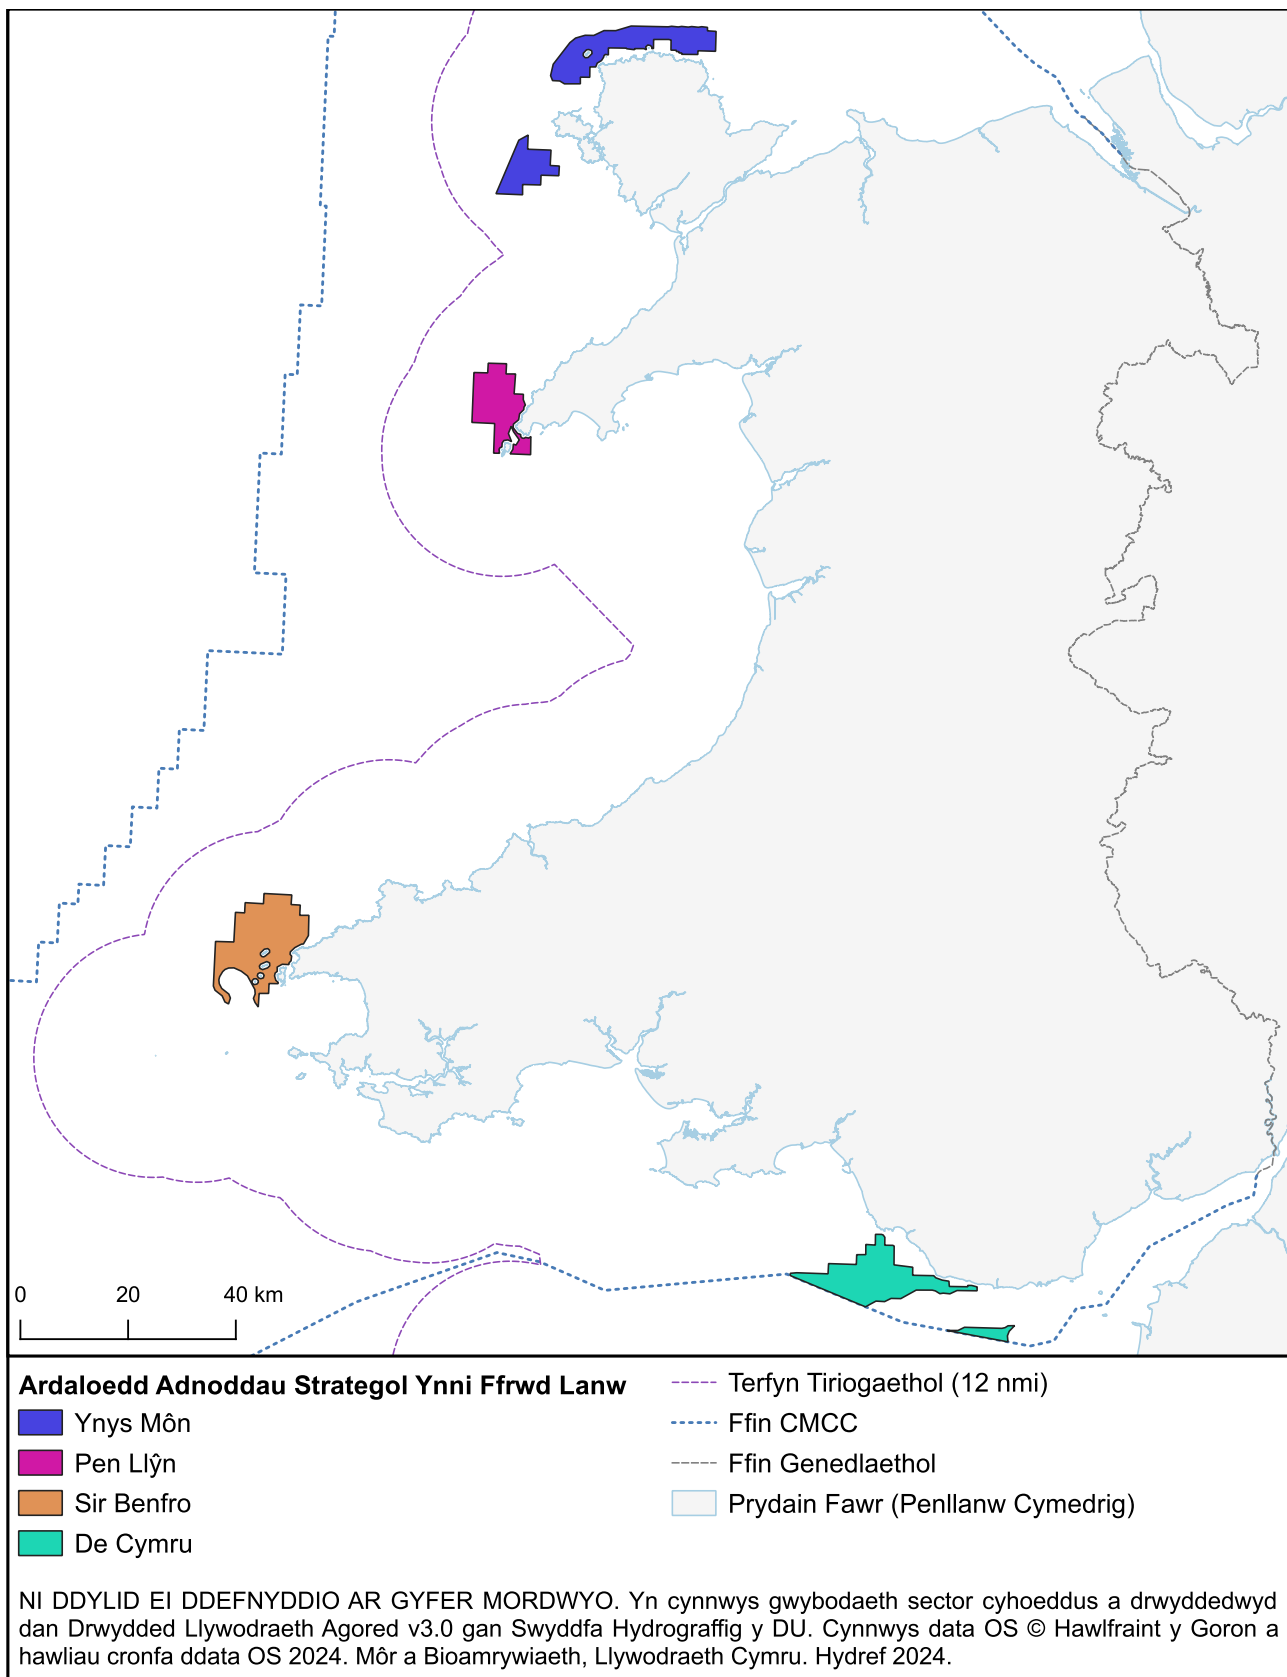 0 20 40 km
Ardaloedd Adnoddau Strategol Ynni Ffrwd Lanw
Ynys Môn
Pen Llŷn
Sir Benfro
De Cymru
Terfyn Tiriogaethol (12 nmi)
Ffin CMCC
Ffin Genedlaethol
Prydain Fawr (Penllanw Cymedrig)
NI DDYLID EI DDEFNYDDIO AR GYFER MORDWYO. Yn cynnwys gwybodaeth sector cyhoeddus a drwyddedwyd
dan Drwydded Llywodraeth Agored v3.0 gan Swyddfa Hydrograffig y DU. Cynnwys data OS © Hawlfraint y Goron a
hawliau cronfa ddata OS 2024. Môr a Bioamrywiaeth, Llywodraeth Cymru. Hydref 2024.